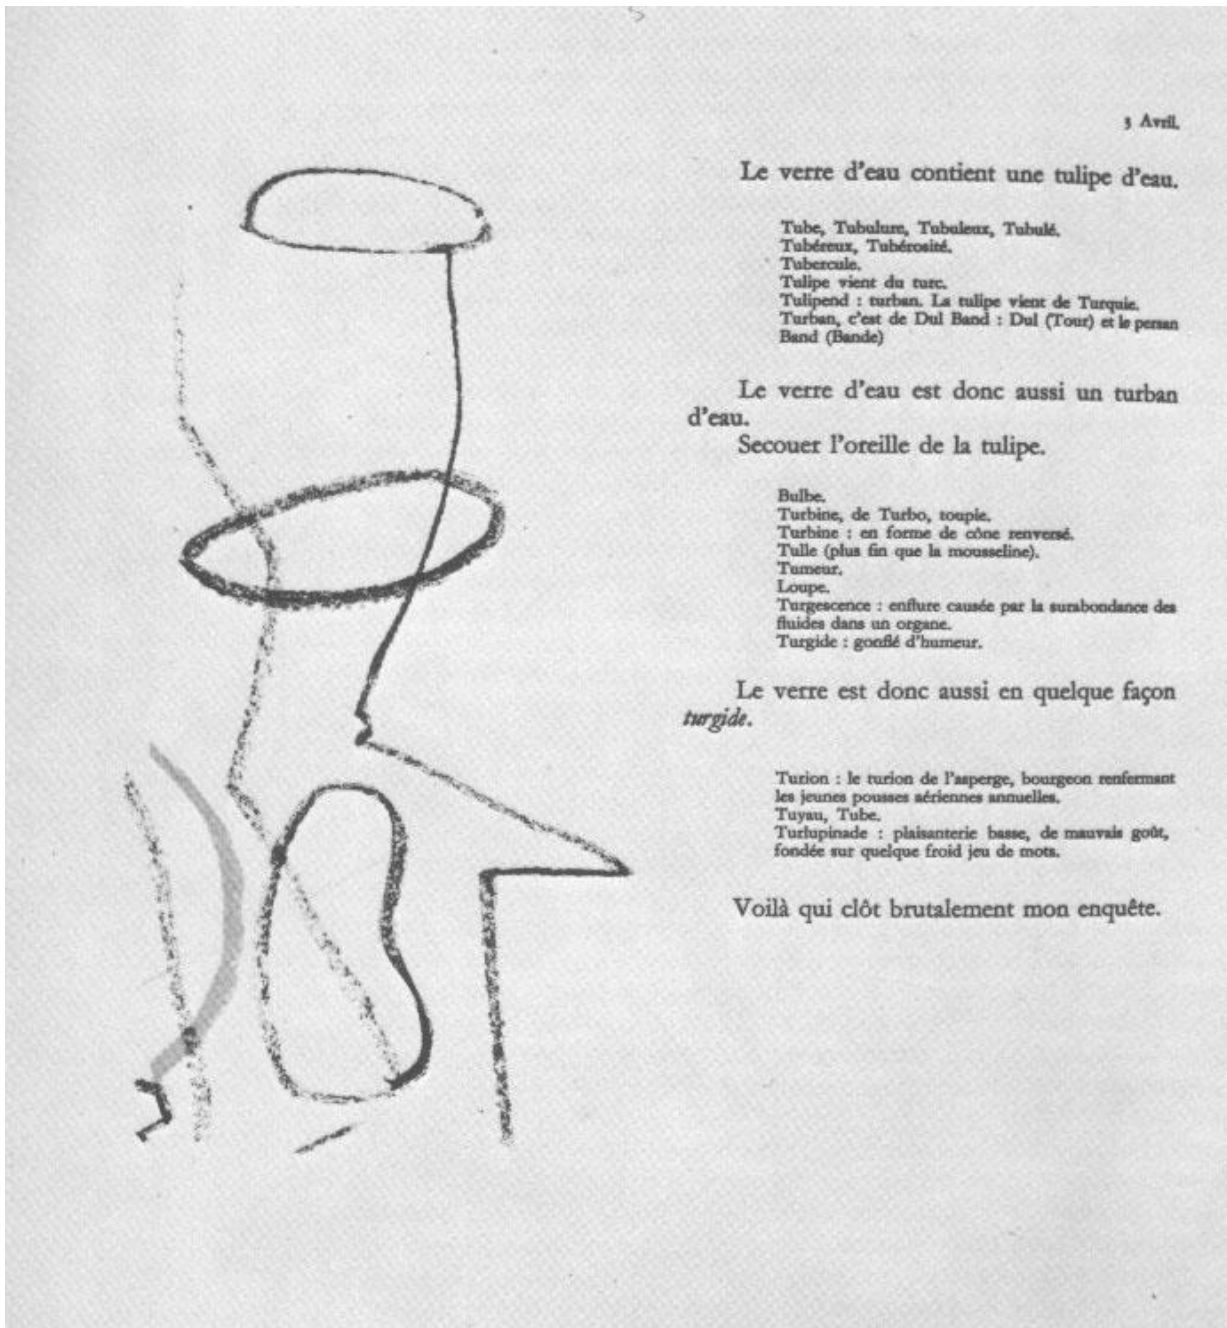 3 Avril.
Le verre d'eau contient une tulipe d'eau.
Tube, Tubulure, Tubuleux, Tubulé.
Tubéreux, Tubérosité.
Tubercule.
Tulipe vient du turc.
Tulipend : turban. La tulipe vient de Turquie.
Turban, c'est de Dul Band : Dul (Tour) et le persan
Band (Bande)
Le verre d'eau est donc aussi un turban
d'eau.
Secouer l'oreille de la tulipe.
Bulbe.
Turbine, de Turbo, toupie.
Turbine : en forme de cône renversé.
Tulle (plus fin que la mousseline).
Tumeur.
Loupe.
Turgescence : enflure causée par la surabondance des
fluides dans un organe.
Turgide : gonflé d'humeur.
Le verre est donc aussi en quelque façon
turgide.
Turion : le turion de l'asperge, bourgeon renfermant
les jeunes pousses aériennes annuelles.
Tuyau, Tube.
Turlupinade : plaisanterie basse, de mauvais goût,
fondée sur quelque froid jeu de mots.
Voilà qui clôt brutalement mon enquête.